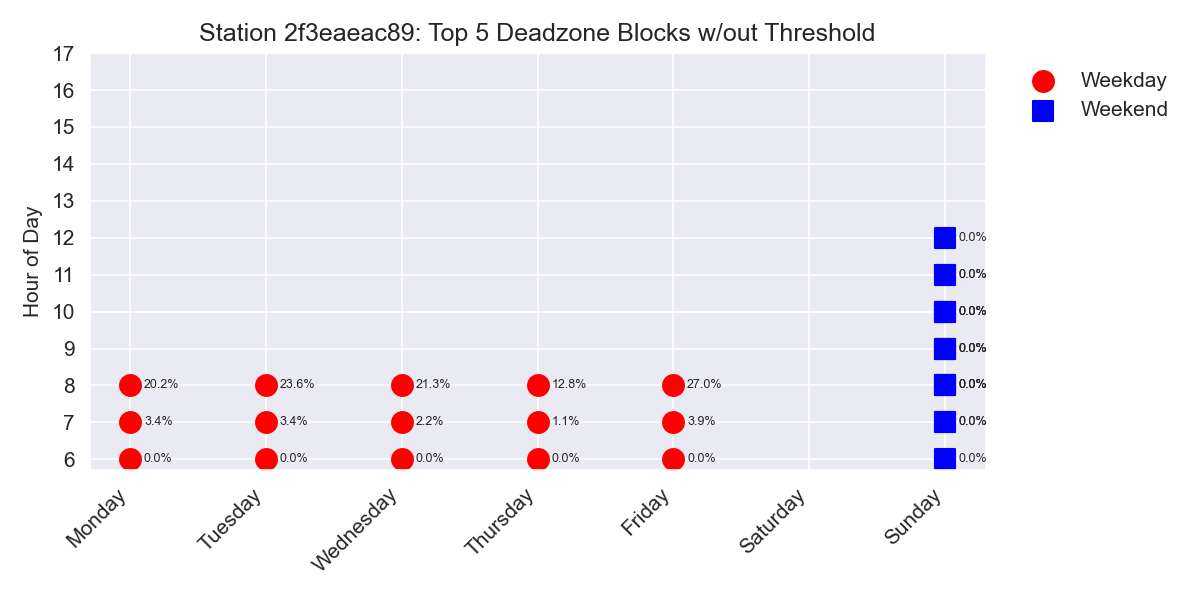 Station 2f3eaeac89: Top 5 Deadzone Blocks w/out Threshold
Weekday
Weekend
Hour of Day
17
16
15
14
13
12 0.0%
11 0.0%
10 0.0%
9 0.0%
8 20.2% 23.6% 21.3% 12.8% 27.0% 0.0%
7 3.4% 3.4% 2.2% 1.1% 3.9% 0.0%
6 0.0% 0.0% 0.0% 0.0% 0.0% 0.0%
Monday Tuesday Wednesday Thursday Friday Saturday Sunday